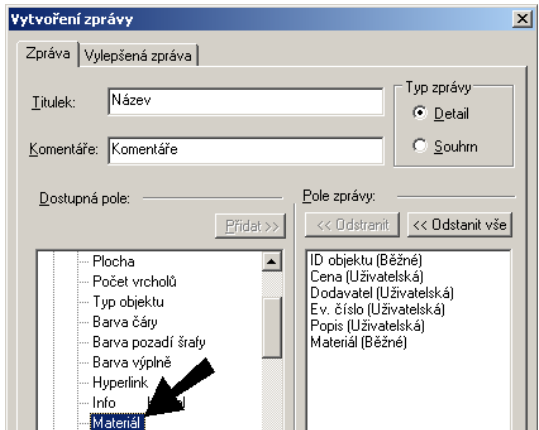 Vytvoření zprávy
Zpráva
Vylepšená zpráva
Typ zprávy
Titulek:
Název
Detail
Komentáře:
Komentáře
Souhrn
Dostupná pole:
Pole zprávy:
Přidat >>
<< Odstranit
<< Odstanit vše
Plocha
Počet vrcholů
Typ objektu
Barva čáry
Barva pozadí šrafy
Barva výplně
Hyperlink
Info
Materiál
ID objektu (Běžné)
Cena (Uživatelská)
Dodavatel (Uživatelská)
Ev. číslo (Uživatelská)
Popis (Uživatelská)
Materiál (Běžné)